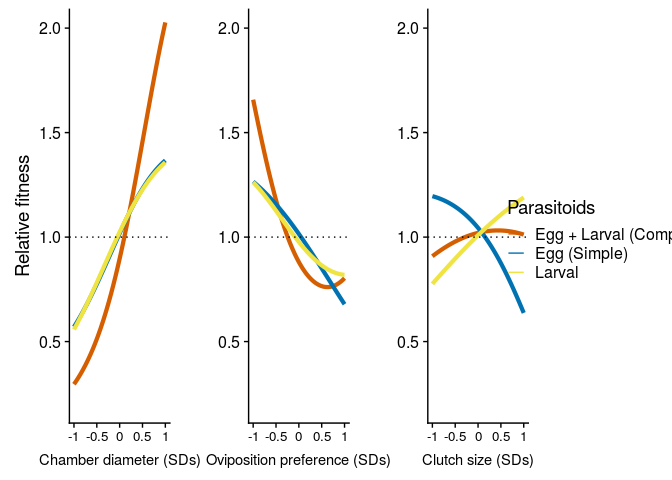 Relative fitness
2.0
1.5
1.0
0.5
-1 -0.5 0 0.5 1
Chamber diameter (SDs)
2.0
1.5
1.0
0.5
-1 -0.5 0 0.5 1
Oviposition preference (SDs)
2.0
1.5
1.0
0.5
-1 -0.5 0 0.5 1
Clutch size (SDs)
Parasitoids
Egg + Larval (Comp
Egg (Simple)
Larval